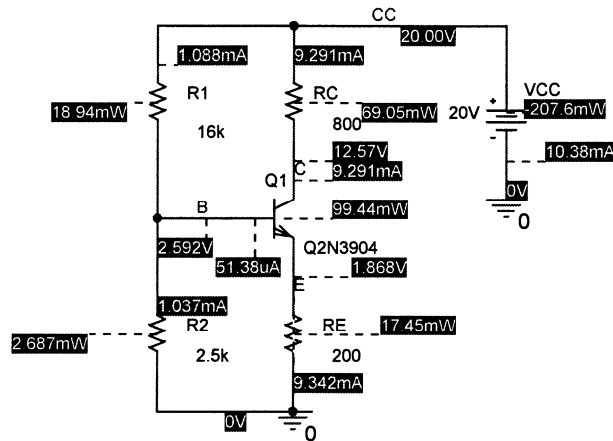 CC
20.00V
1.088mA
9.291mA
R1
RC
VCC
18.94mW
69.05mW
20V
-207.6mW
+
16k
800
-
12.57V
10.38mA
C
9.291mA
Q1
0V
B
99.44mW
0
2.592V
Q2N3904
51.38uA
1.868V
E
1.037mA
R2
RE
17.45mW
2.687mW
2.5k
200
9.342mA
0V
0